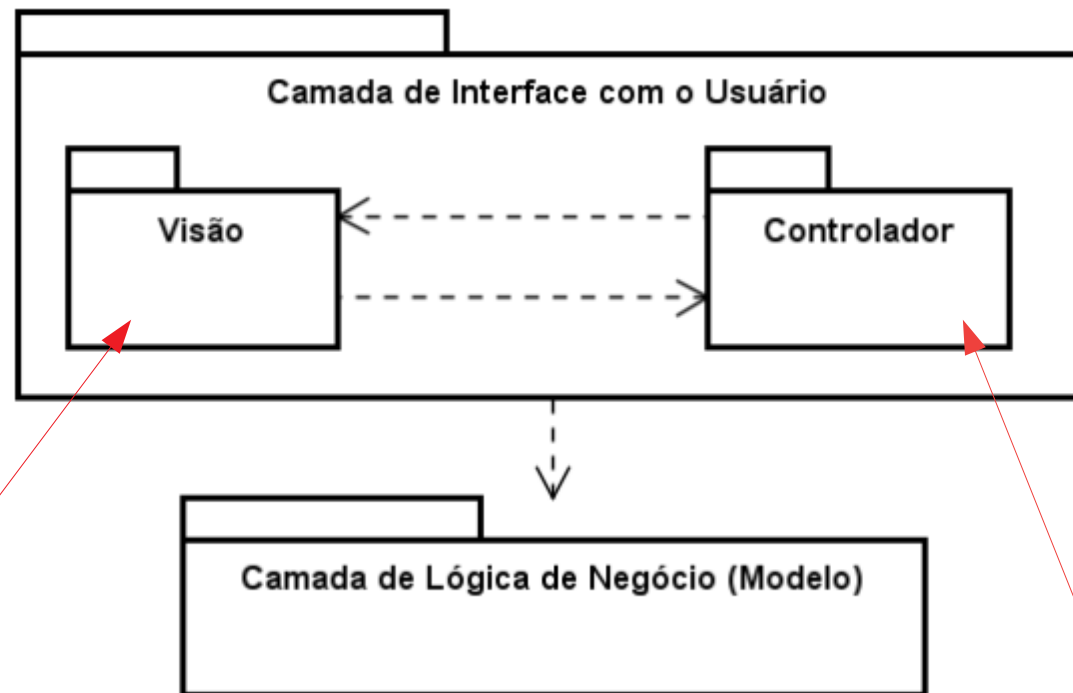 Camada de Interface com o Usuário
Visão
Controlador
Camada de Lógica de Negócio (Modelo)